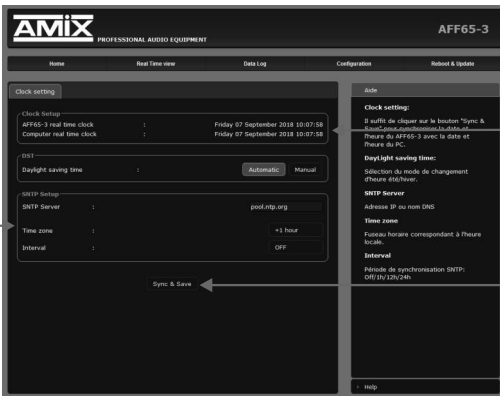 AMIX PROFESSIONAL AUDIO EQUIPMENT
AFF65-3
Home Real Time view Data Log Configuration Reboot & Update
Clock setting
Clock Setup
AFF65-3 real time clock : Friday 07 September 2018 10:07:58
Computer real time clock : Friday 07 September 2018 10:07:58
DST
Daylight saving time : Automatic Manual
SNTP Setup
SNTP Server : pool.ntp.org
Time zone : +1 hour
Interval : OFF
Sync & Save
Aide
Clock setting:
Il suffit de cliquer sur le bouton "Sync &
Save" pour synchroniser la date et
l'heure du AFF65-3 avec la date et
l'heure du PC.
DayLight saving time:
Sélection du mode de changement
d'heure été/hiver.
SNTP Server
Adresse IP ou nom DNS
Time zone
Fuseau horaire correspondant à l'heure
locale.
Interval
Période de synchronisation SNTP:
Off/1h/12h/24h
Help